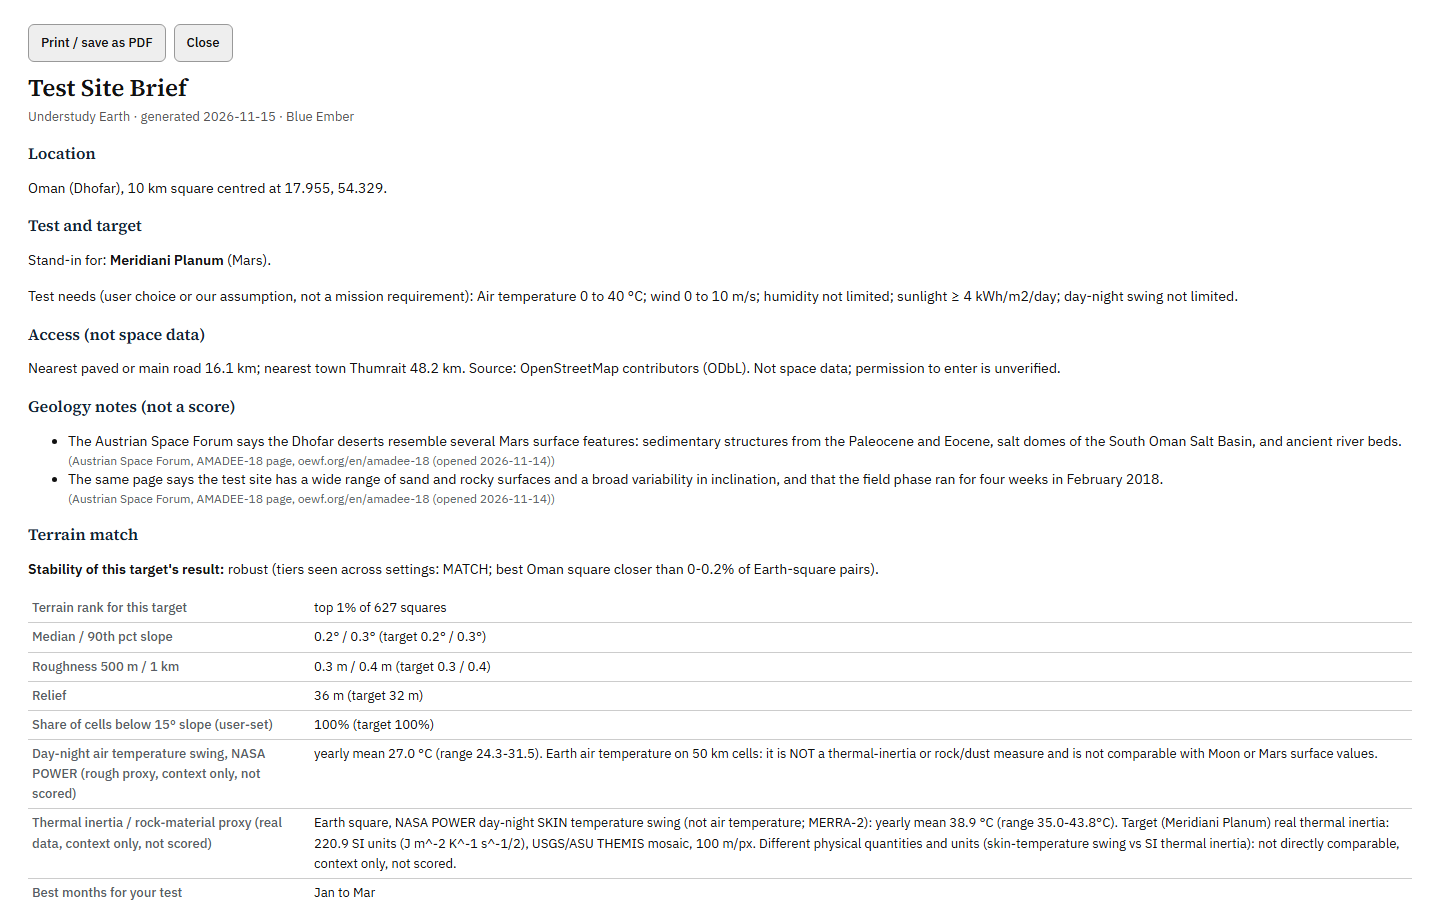 Print / save as PDF
Close
Test Site Brief
Understudy Earth · generated 2026-11-15 · Blue Ember
Location
Oman (Dhofar), 10 km square centred at 17.955, 54.329.
Test and target
Stand-in for: Meridiani Planum (Mars).
Test needs (user choice or our assumption, not a mission requirement): Air temperature 0 to 40 °C; wind 0 to 10 m/s; humidity not limited; sunlight ≥ 4 kWh/m2/day; day-night swing not limited.
Access (not space data)
Nearest paved or main road 16.1 km; nearest town Thumrait 48.2 km. Source: OpenStreetMap contributors (ODbL). Not space data; permission to enter is unverified.
Geology notes (not a score)
• The Austrian Space Forum says the Dhofar deserts resemble several Mars surface features: sedimentary structures from the Paleocene and Eocene, salt domes of the South Oman Salt Basin, and ancient river beds.
(Austrian Space Forum, AMADEE-18 page, oewf.org/en/amadee-18 (opened 2026-11-14))
• The same page says the test site has a wide range of sand and rocky surfaces and a broad variability in inclination, and that the field phase ran for four weeks in February 2018.
(Austrian Space Forum, AMADEE-18 page, oewf.org/en/amadee-18 (opened 2026-11-14))
Terrain match
Stability of this target's result: robust (tiers seen across settings: MATCH; best Oman square closer than 0-0.2% of Earth-square pairs).
Terrain rank for this target
top 1% of 627 squares
Median / 90th pct slope
0.2° / 0.3° (target 0.2° / 0.3°)
Roughness 500 m / 1 km
0.3 m / 0.4 m (target 0.3 / 0.4)
Relief
36 m (target 32 m)
Share of cells below 15° slope (user-set)
100% (target 100%)
Day-night air temperature swing, NASA
POWER (rough proxy, context only, not
scored)
yearly mean 27.0 °C (range 24.3-31.5). Earth air temperature on 50 km cells: it is NOT a thermal-inertia or rock/dust measure and is not comparable with Moon or Mars surface values.
Thermal inertia / rock-material proxy (real
data, context only, not scored)
Earth square, NASA POWER day-night SKIN temperature swing (not air temperature; MERRA-2): yearly mean 38.9 °C (range 35.0-43.8°C). Target (Meridiani Planum) real thermal inertia:
220.9 SI units (J m^-2 K^-1 s^-1/2), USGS/ASU THEMIS mosaic, 100 m/px. Different physical quantities and units (skin-temperature swing vs SI thermal inertia): not directly comparable,
context only, not scored.
Best months for your test
Jan to Mar